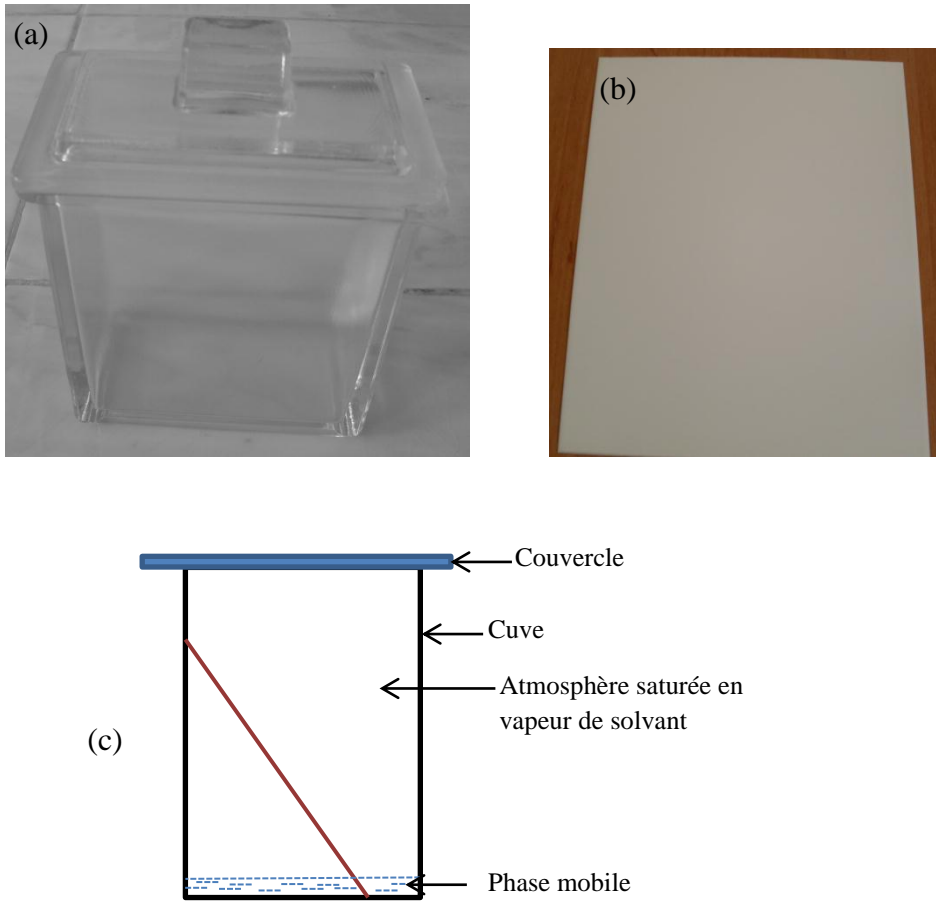 (a)
(b)
Couvercle
Cuve
Atmosphère saturée en
vapeur de solvant
(c)
Phase mobile